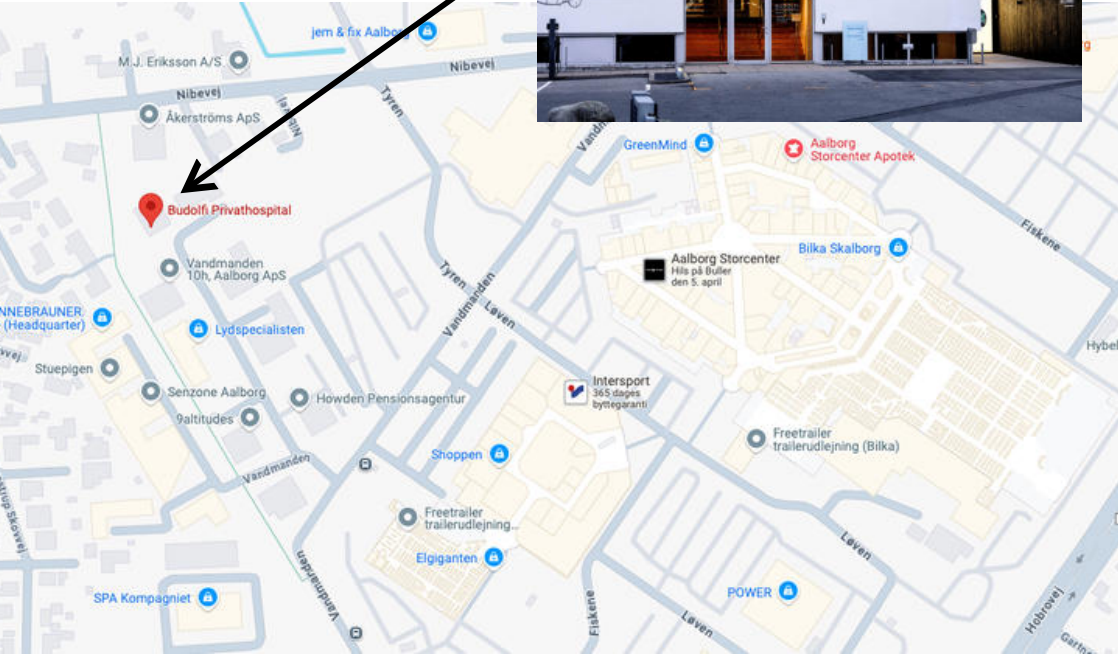 jem & fix Aalborg
M.J. Eriksson A/S
Nibevej
Nibevej
Åkerströms ApS
Tyren
GreenMind
Aalborg
Storcenter Apotek
Budolfi Privathospital
Fiskene
Bilka Skalborg
Vandmanden
10h, Aalborg ApS
Aalborg Storcenter
Hils på Buller
den 5. april
Tyren
Løven
Vandmanden
NNEBRAUNER.
(Headquarter)
Lydspecialisten
Stuepigen
Senzone Aalborg
Howden Pensionsagentur
Intersport
365 dages
byttegaranti
9altitudes
Freetrailer
trailerudlejning (Bilka)
Shoppen
Vandmanden
Freetrailer
trailerudlejning...
Elgiganten
Løven
Vandmanden
SPA Kompagniet
POWER
Fiskene
Løven
Hobrovej